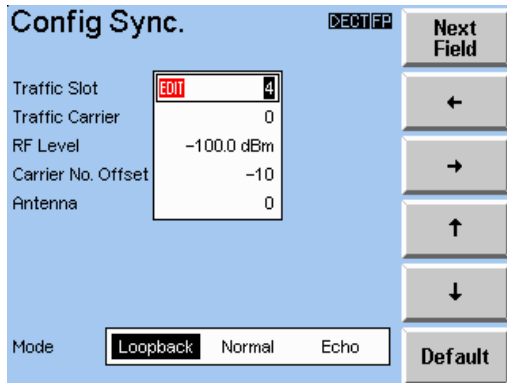 Config Sync.
DECT FP
Next
Field
Traffic Slot
EDIT 4
Traffic Carrier
0
RF Level
-100.0 dBm
Carrier No. Offset
-10
Antenna
0
←
→
↑
↓
Mode
Loopback Normal Echo
Default